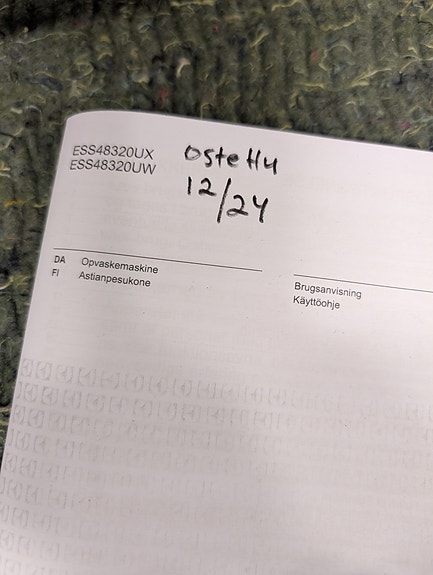 ESS48320UX
ESS48320UW
Ostettu
12/24
DA Opvaskemaskine
FI Astianpesukone
Brugsanvisning
Käyttöohje